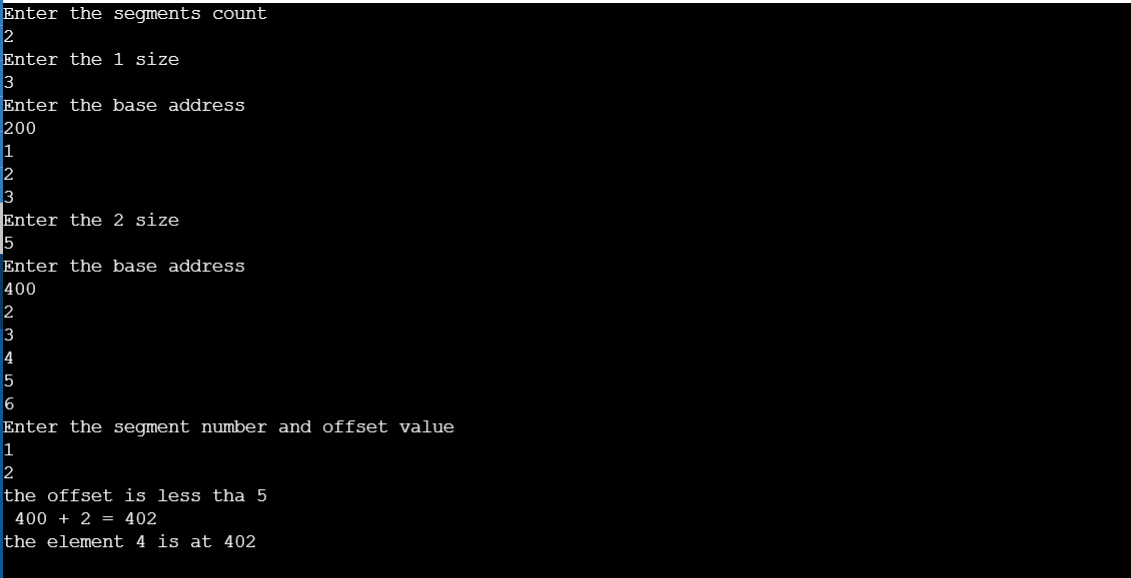 Enter the segments count
2
Enter the 1 size
3
Enter the base address
200
1
2
3
Enter the 2 size
5
Enter the base address
400
2
3
4
5
6
Enter the segment number and offset value
1
2
the offset is less tha 5
400 + 2 = 402
the element 4 is at 402